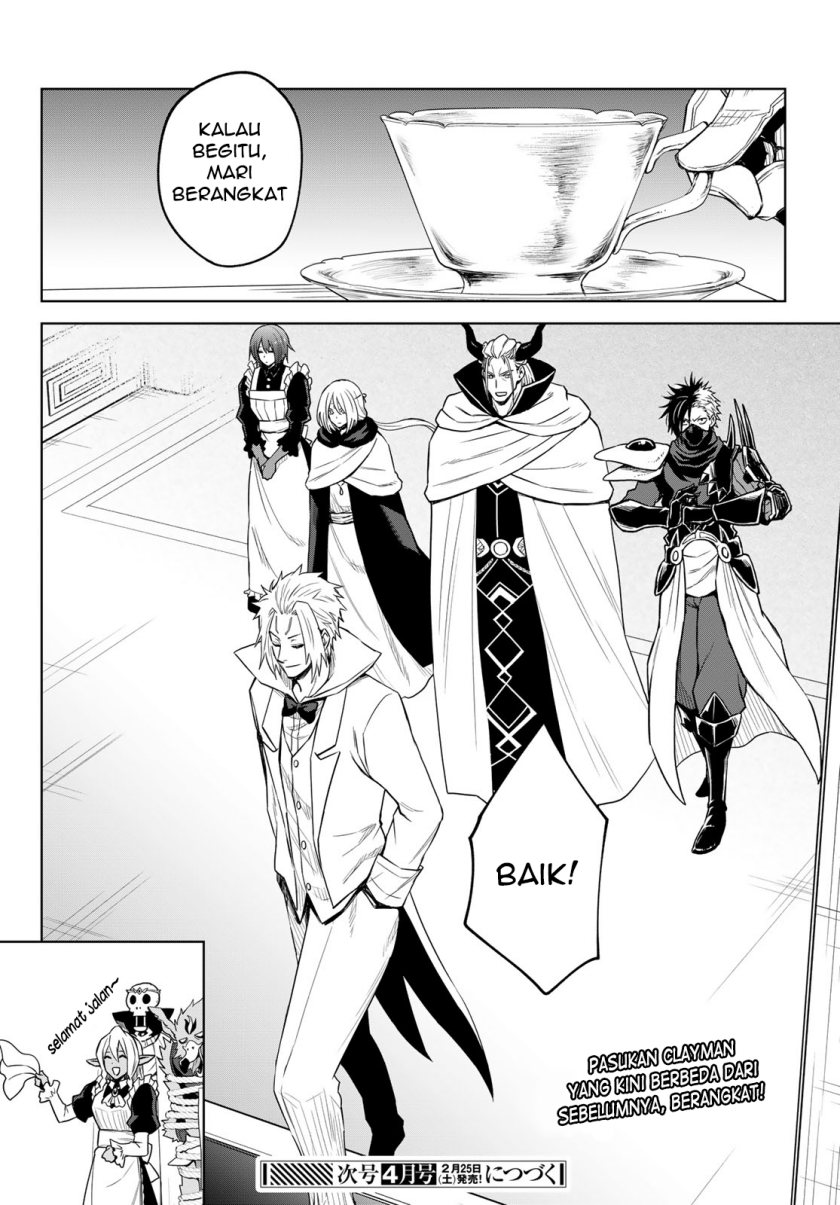 KALAU
BEGITU,
MARI
BERANGKAT
BAIK!
selamat jalan~
PASUKAN CLAYMAN
YANG KINI BERBEDA DARI
SEBELUMNYA, BERANGKAT!
次号4月号2月25日(土)発売!につづく